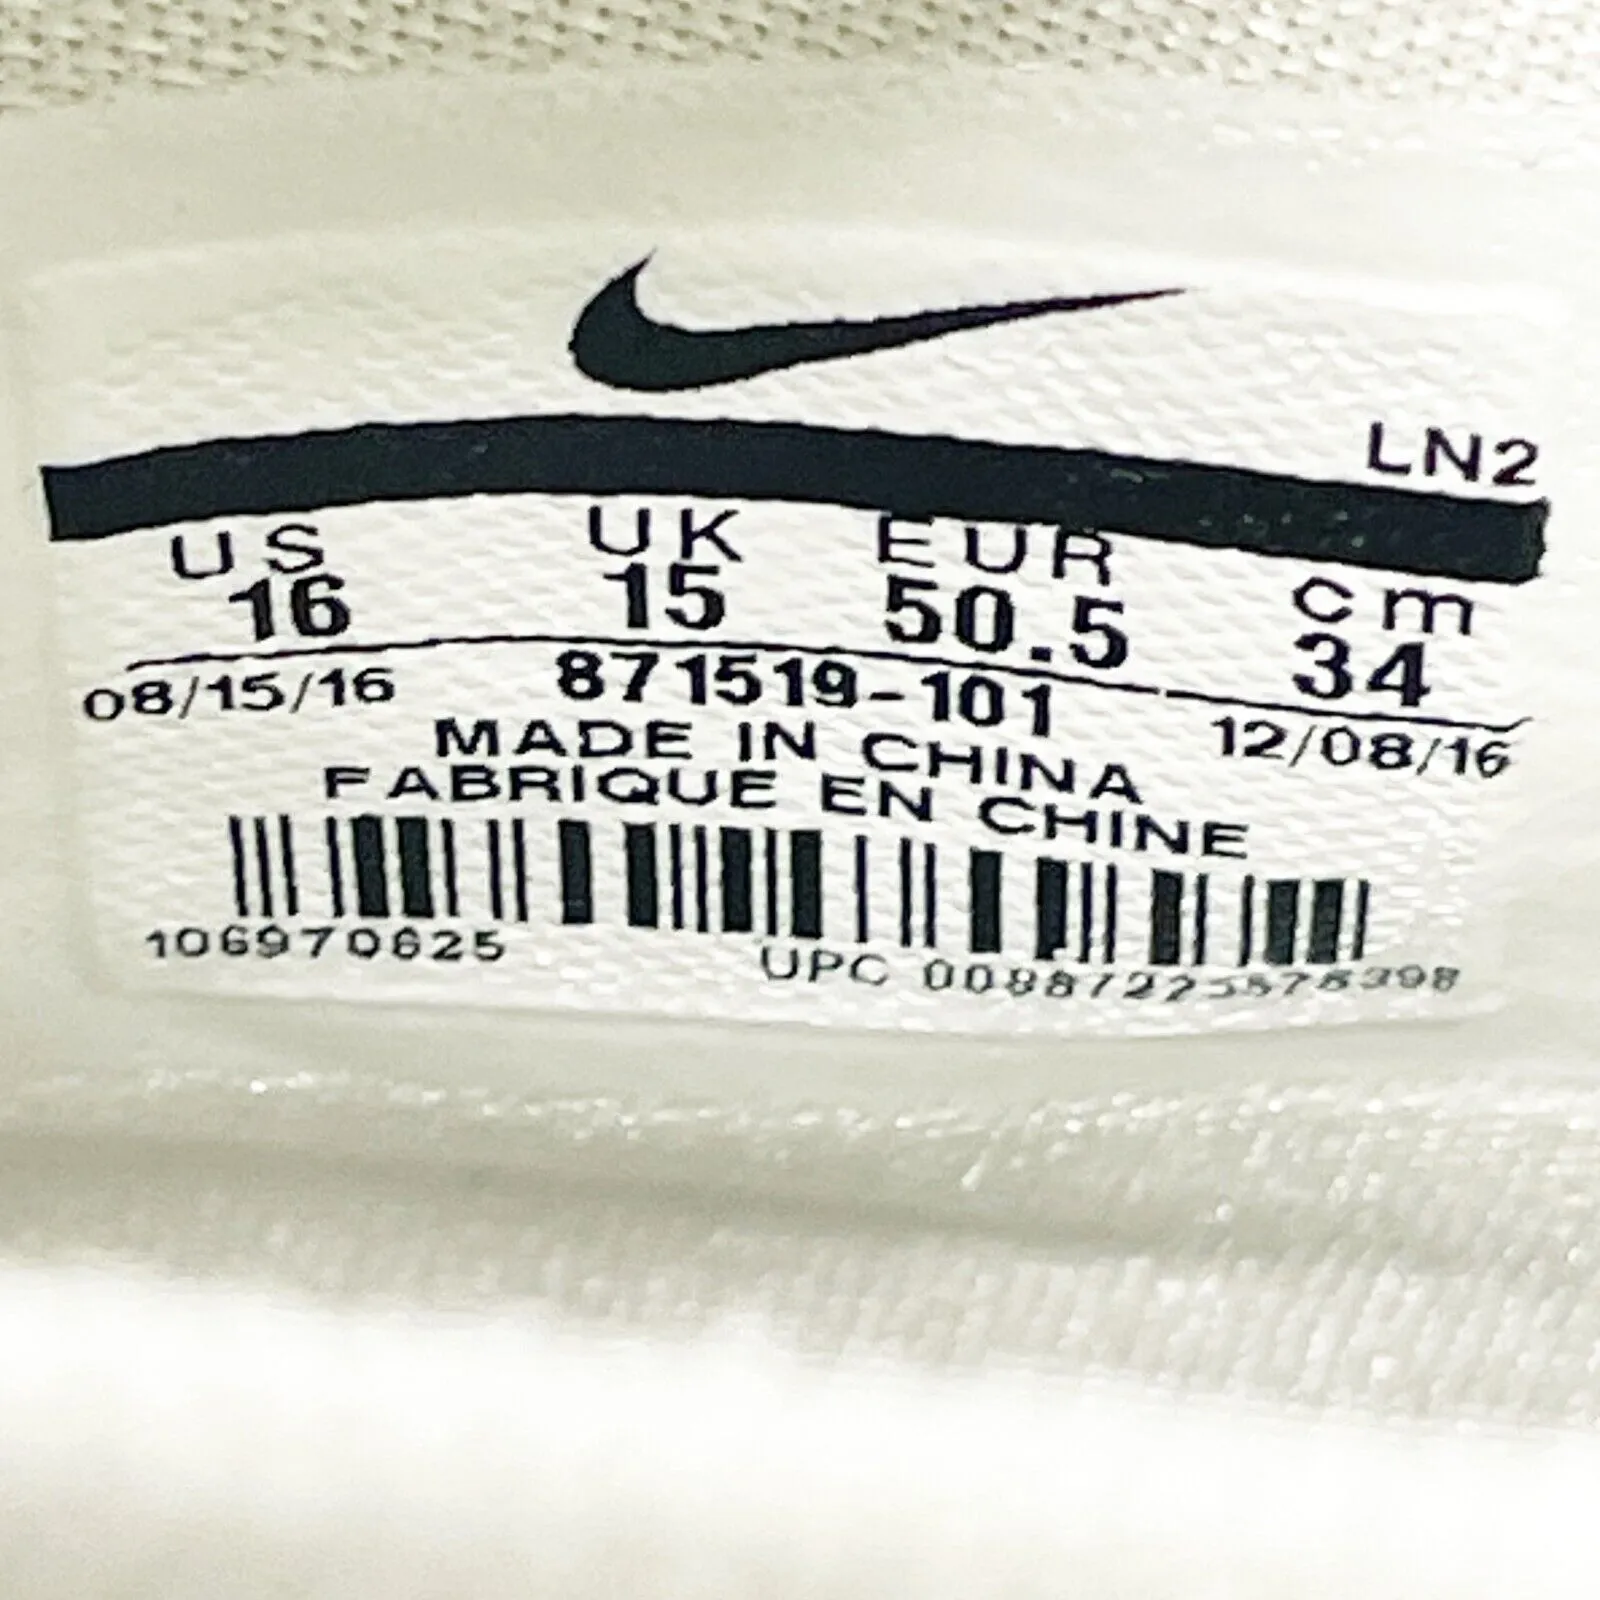 LN2
US UK EUR cm
16 15 50.5 34
08/15/16 871519-101 12/08/16
MADE IN CHINA
FABRIQUE EN CHINE
106970625
UPC